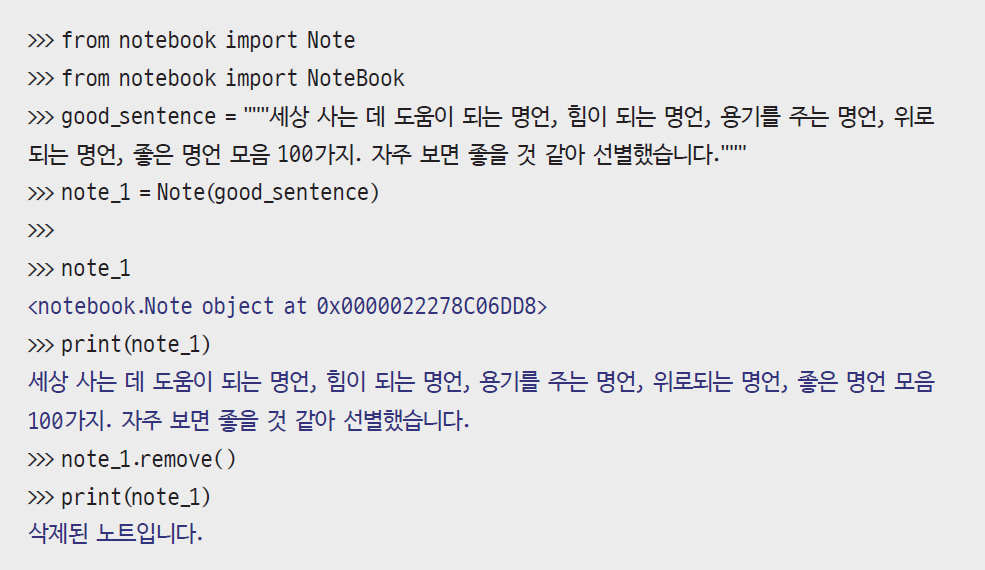 >>> from notebook import Note
>>> from notebook import NoteBook
>>> good_sentence = """세상 사는 데 도움이 되는 명언, 힘이 되는 명언, 용기를 주는 명언, 위로
되는 명언, 좋은 명언 모음 100가지. 자주 보면 좋을 것 같아 선별했습니다."""
>>> note_1 = Note(good_sentence)
>>>
>>> note_1
<notebook.Note object at 0x0000022278C06DD8>
>>> print(note_1)
세상 사는 데 도움이 되는 명언, 힘이 되는 명언, 용기를 주는 명언, 위로되는 명언, 좋은 명언 모음
100가지. 자주 보면 좋을 것 같아 선별했습니다.
>>> note_1.remove()
>>> print(note_1)
삭제된 노트입니다.